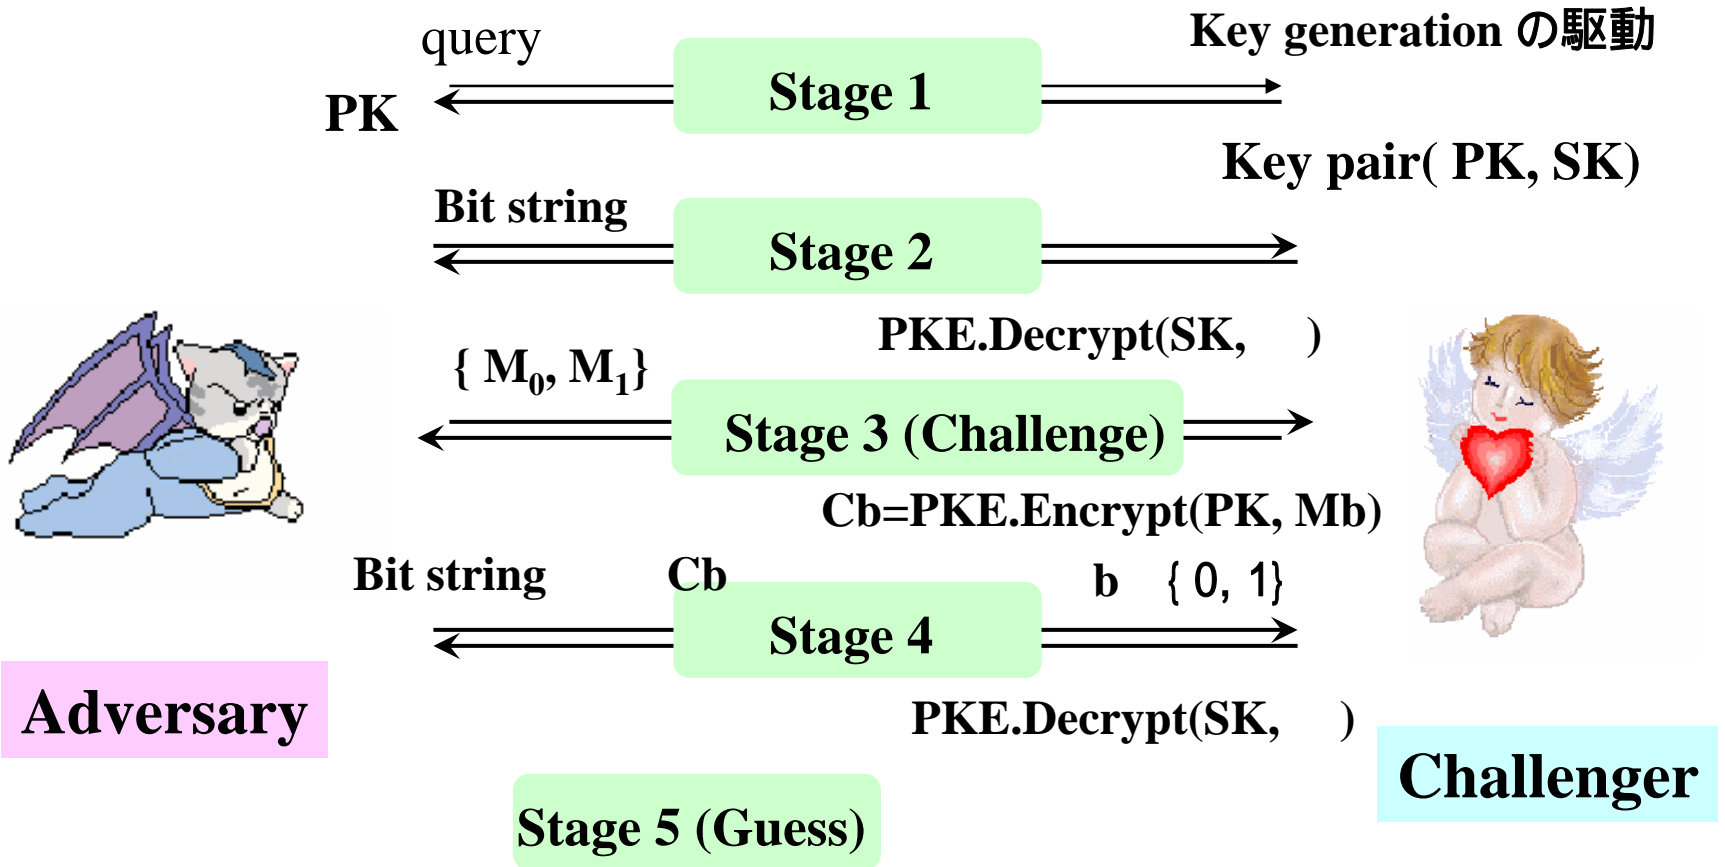 query
Key generation の駆動
Stage 1
PK
Key pair( PK, SK)
Bit string
Stage 2
PKE.Decrypt(SK, )
{ M0, M1}
Stage 3 (Challenge)
Cb=PKE.Encrypt(PK, Mb)
Bit string
Cb
b { 0, 1}
Stage 4
Adversary
PKE.Decrypt(SK, )
Challenger
Stage 5 (Guess)